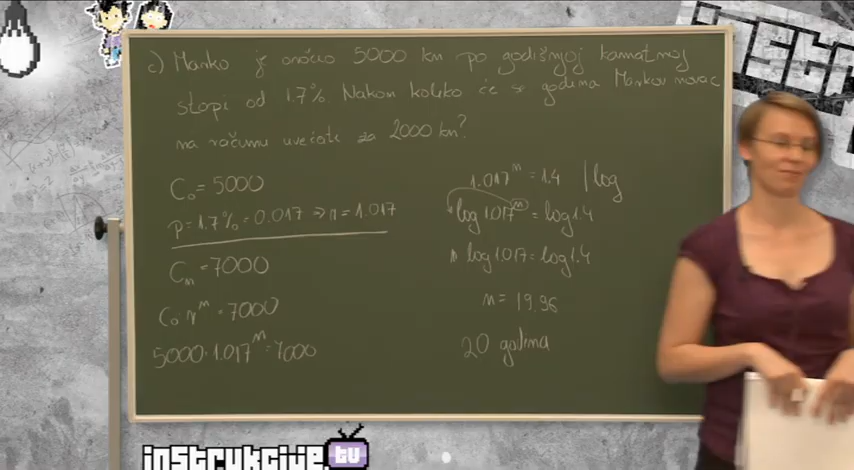 c) Marko je oročio 5000 kn po godišnjoj kamatnoj
stopi od 1.7%. Nakon koliko će se godina Markov novac
na računu uvećati za 2000 kn?
C₀ = 5000
p = 1.7% = 0.017 ⇒ r = 1.017
Cₙ = 7000
C₀ rⁿ = 7000
5000 · 1.017ⁿ = 7000
1.017ⁿ = 1.4 / log
log 1.017ⁿ = log 1.4
n log 1.017 = log 1.4
n = 19.96
20 godina
instrukcije.tv